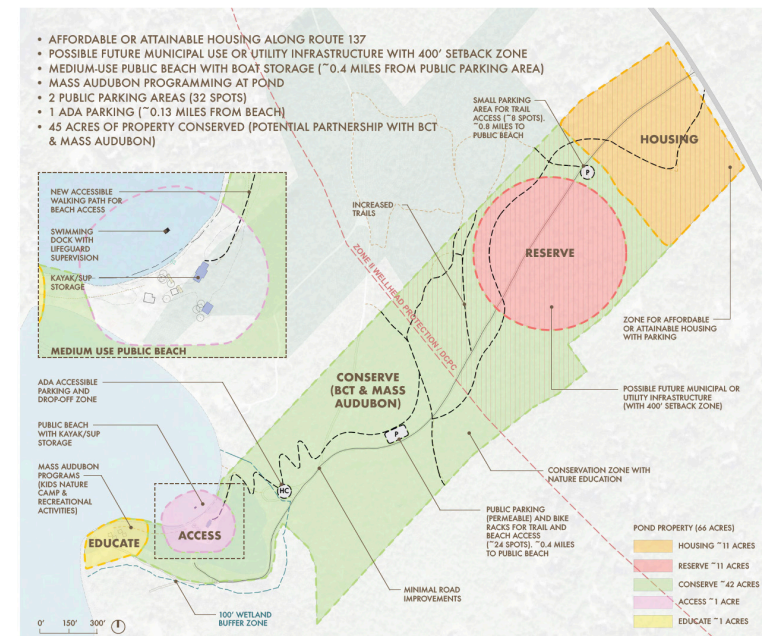 • AFFORDABLE OR ATTAINABLE HOUSING ALONG ROUTE 137
• POSSIBLE FUTURE MUNICIPAL USE OR UTILITY INFRASTRUCTURE WITH 400' SETBACK ZONE
• MEDIUM-USE PUBLIC BEACH WITH BOAT STORAGE (~0.4 MILES FROM PUBLIC PARKING AREA)
• MASS AUDUBON PROGRAMMING AT POND
• 2 PUBLIC PARKING AREAS (32 SPOTS)
• 1 ADA PARKING (~0.13 MILES FROM BEACH)
• 45 ACRES OF PROPERTY CONSERVED (POTENTIAL PARTNERSHIP WITH BCT
& MASS AUDUBON)
SMALL PARKING
AREA FOR TRAIL
ACCESS (~8 SPOTS).
~0.8 MILES TO
PUBLIC BEACH
HOUSING
P
NEW ACCESSIBLE
WALKING PATH FOR
BEACH ACCESS
SWIMMING
DOCK WITH
LIFEGUARD
SUPERVISION
KAYAK/SUP
STORAGE
MEDIUM USE PUBLIC BEACH
INCREASED
TRAILS
RESERVE
ZONE II WELLHEAD PROTECTION / DCPC
ZONE FOR AFFORDABLE
OR ATTAINABLE HOUSING
WITH PARKING
CONSERVE
(BCT & MASS
AUDUBON)
POSSIBLE FUTURE MUNICIPAL OR
UTILITY INFRASTRUCTURE
(WITH 400' SETBACK ZONE)
ADA ACCESSIBLE
PARKING AND
DROP-OFF ZONE
PUBLIC BEACH
WITH KAYAK/SUP
STORAGE
MASS AUDUBON
PROGRAMS
(KIDS NATURE
CAMP &
RECREATIONAL
ACTIVITIES)
P
HC
CONSERVATION ZONE WITH
NATURE EDUCATION
PUBLIC PARKING
(PERMEABLE) AND BIKE
RACKS FOR TRAIL AND
BEACH ACCESS
(~24 SPOTS). ~0.4 MILES
TO PUBLIC BEACH
EDUCATE
ACCESS
MINIMAL ROAD
IMPROVEMENTS
100' WETLAND
BUFFER ZONE
0' 150' 300'
POND PROPERTY (66 ACRES)
HOUSING ~11 ACRES
RESERVE ~11 ACRES
CONSERVE ~42 ACRES
ACCESS ~1 ACRE
EDUCATE ~1 ACRES